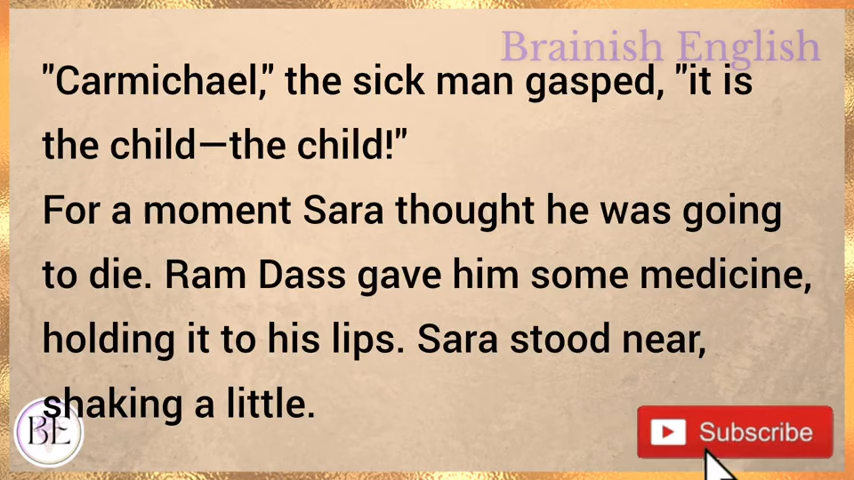 Brainish English
"Carmichael," the sick man gasped, "it is
the child—the child!"
For a moment Sara thought he was going
to die. Ram Dass gave him some medicine,
holding it to his lips. Sara stood near,
shaking a little.
BE
Subscribe